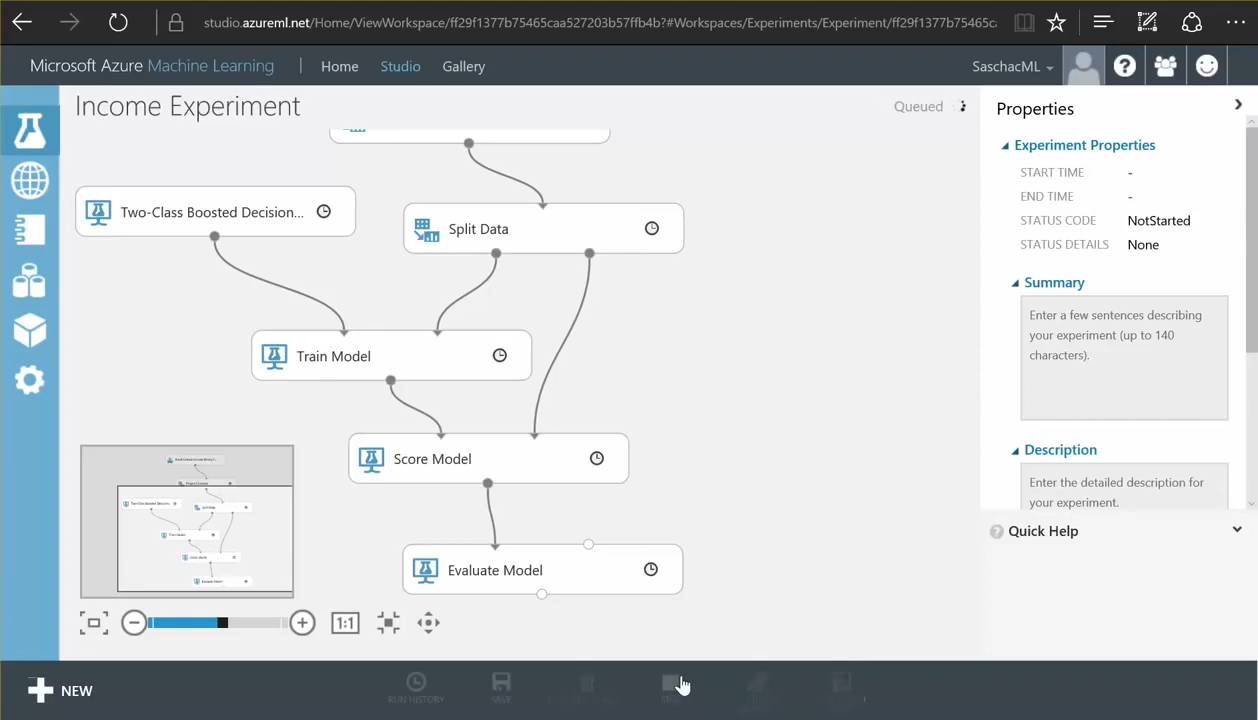 studio.azureml.net/Home/ViewWorkspace/ff29f1377b75465caa527203b57ffb4b?#Workspaces/Experiments/Experiment/ff29f1377b75465c
Microsoft Azure Machine Learning | Home Studio Gallery SaschacML
Income Experiment
Queued
Properties
Experiment Properties
START TIME -
END TIME -
STATUS CODE NotStarted
STATUS DETAILS None
Two-Class Boosted Decision...
Split Data
Summary
Enter a few sentences describing
your experiment (up to 140
characters).
Train Model
Score Model
Description
Enter the detailed description for
your experiment.
Quick Help
Evaluate Model
1:1
NEW
RUN HISTORY
SAVE